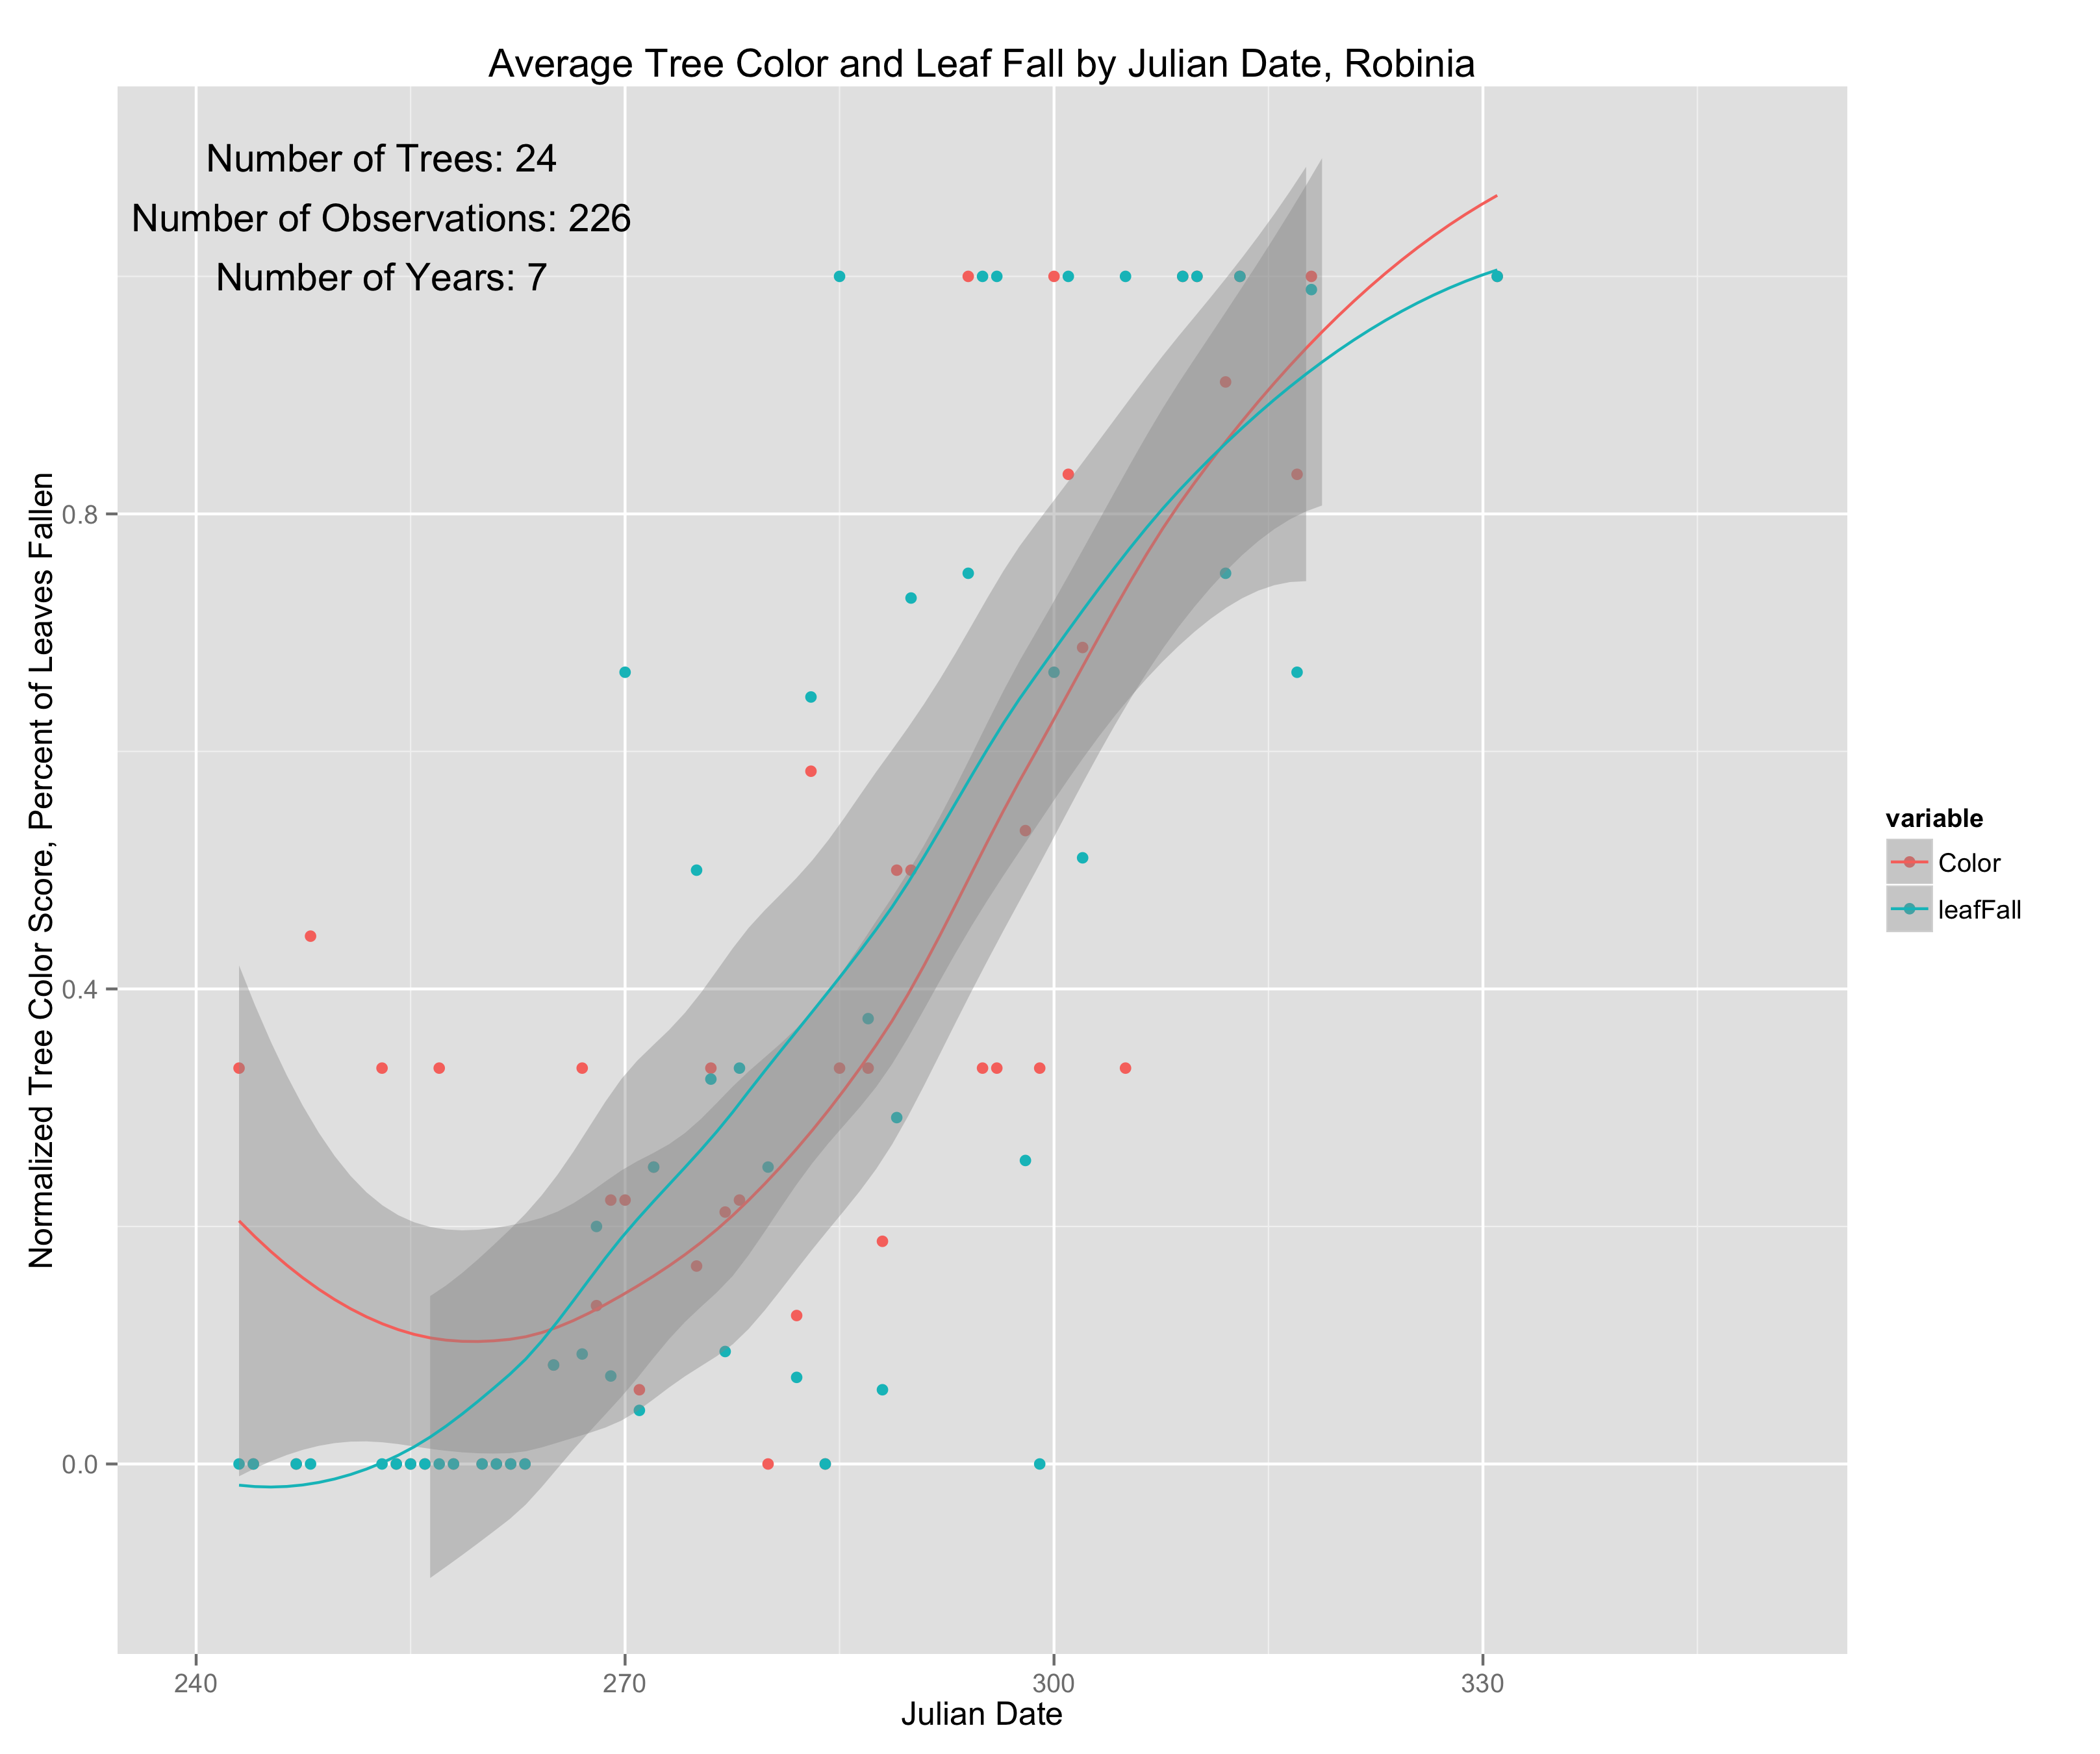 Average Tree Color and Leaf Fall by Julian Date, Robinia
Number of Trees: 24
Number of Observations: 226
Number of Years: 7
Normalized Tree Color Score, Percent of Leaves Fallen
0.8
0.4
0.0
240 270 300 330
Julian Date
variable
Color
leafFall